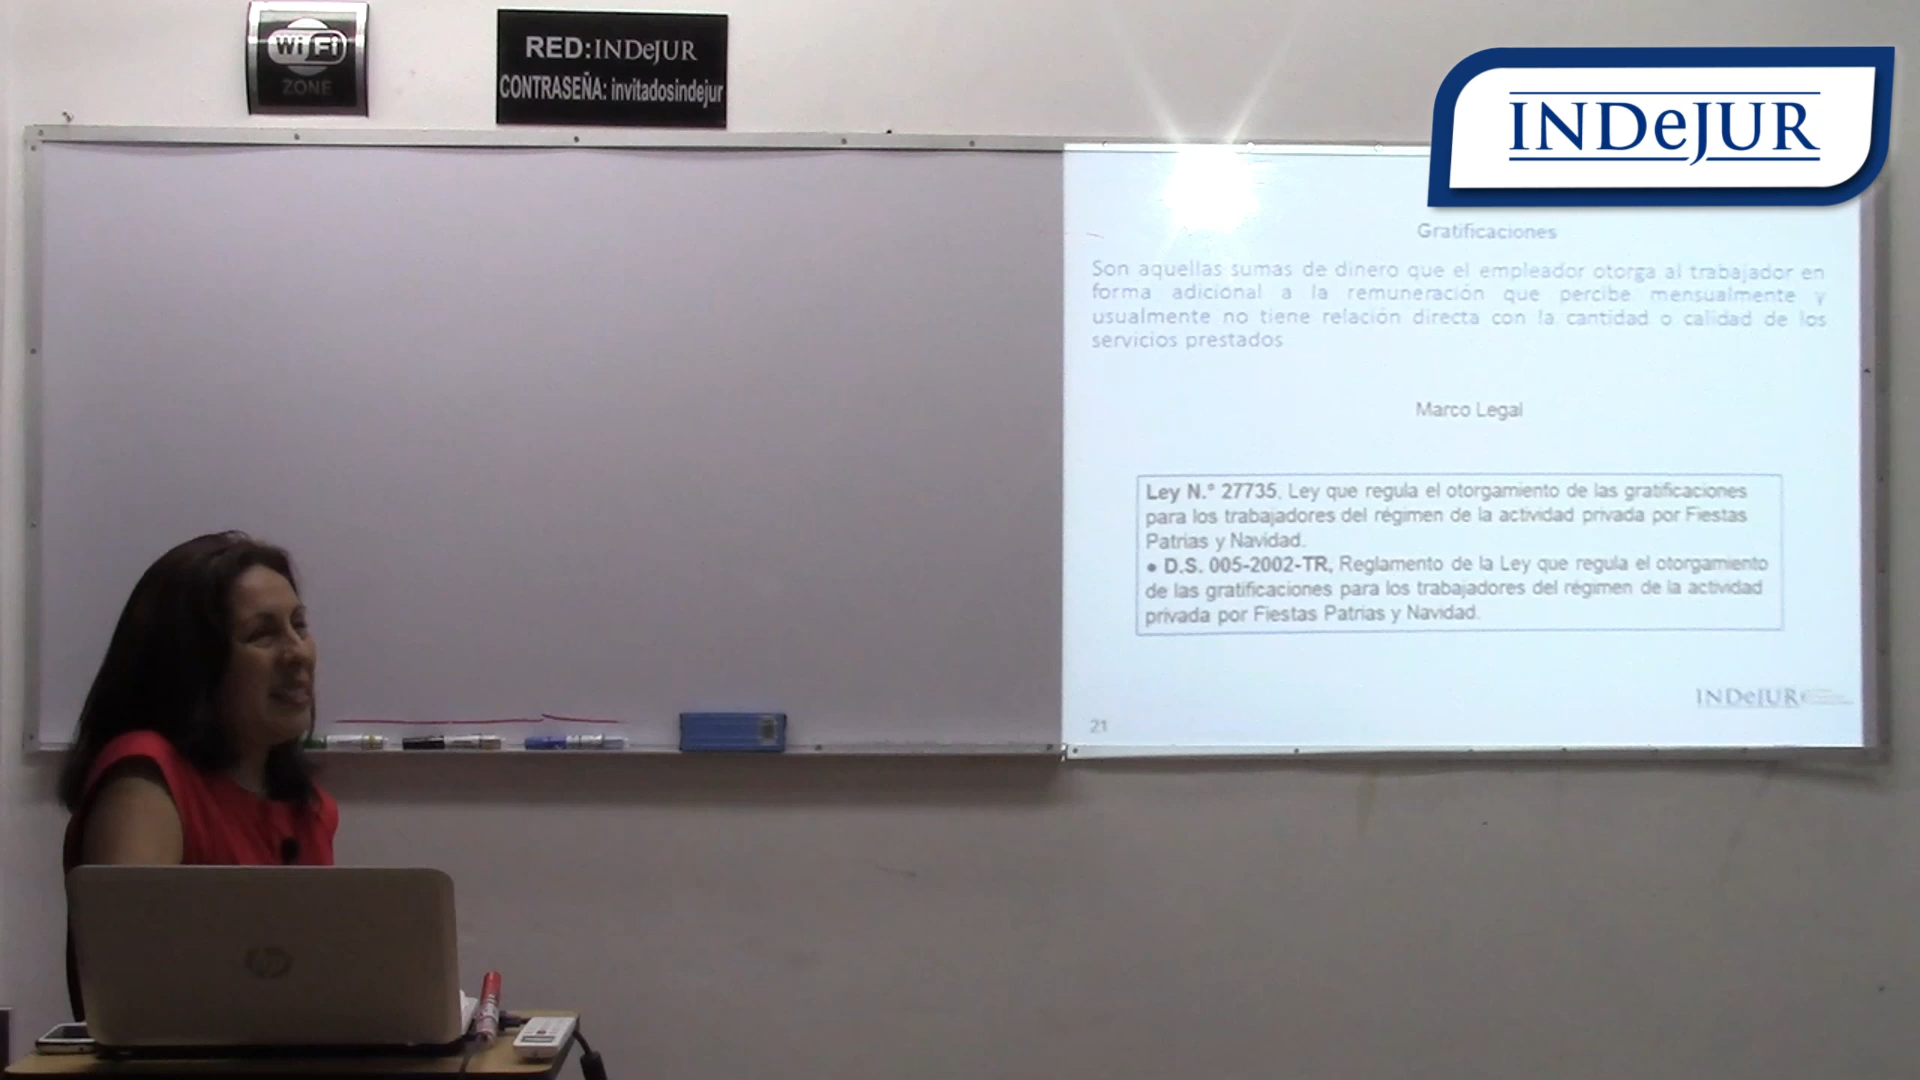 Wi Fi
ZONE
RED:INDeJUR
CONTRASEÑA: invitadosindejur
INDeJUR
Gratificaciones
Son aquellas sumas de dinero que el empleador otorga al trabajador en
forma adicional a la remuneración que percibe mensualmente y
usualmente no tiene relación directa con la cantidad o calidad de los
servicios prestados
Marco Legal
Ley N.° 27735, Ley que regula el otorgamiento de las gratificaciones
para los trabajadores del régimen de la actividad privada por Fiestas
Patrias y Navidad.
• D.S. 005-2002-TR, Reglamento de la Ley que regula el otorgamiento
de las gratificaciones para los trabajadores del régimen de la actividad
privada por Fiestas Patrias y Navidad.
INDeJUR
21
hp